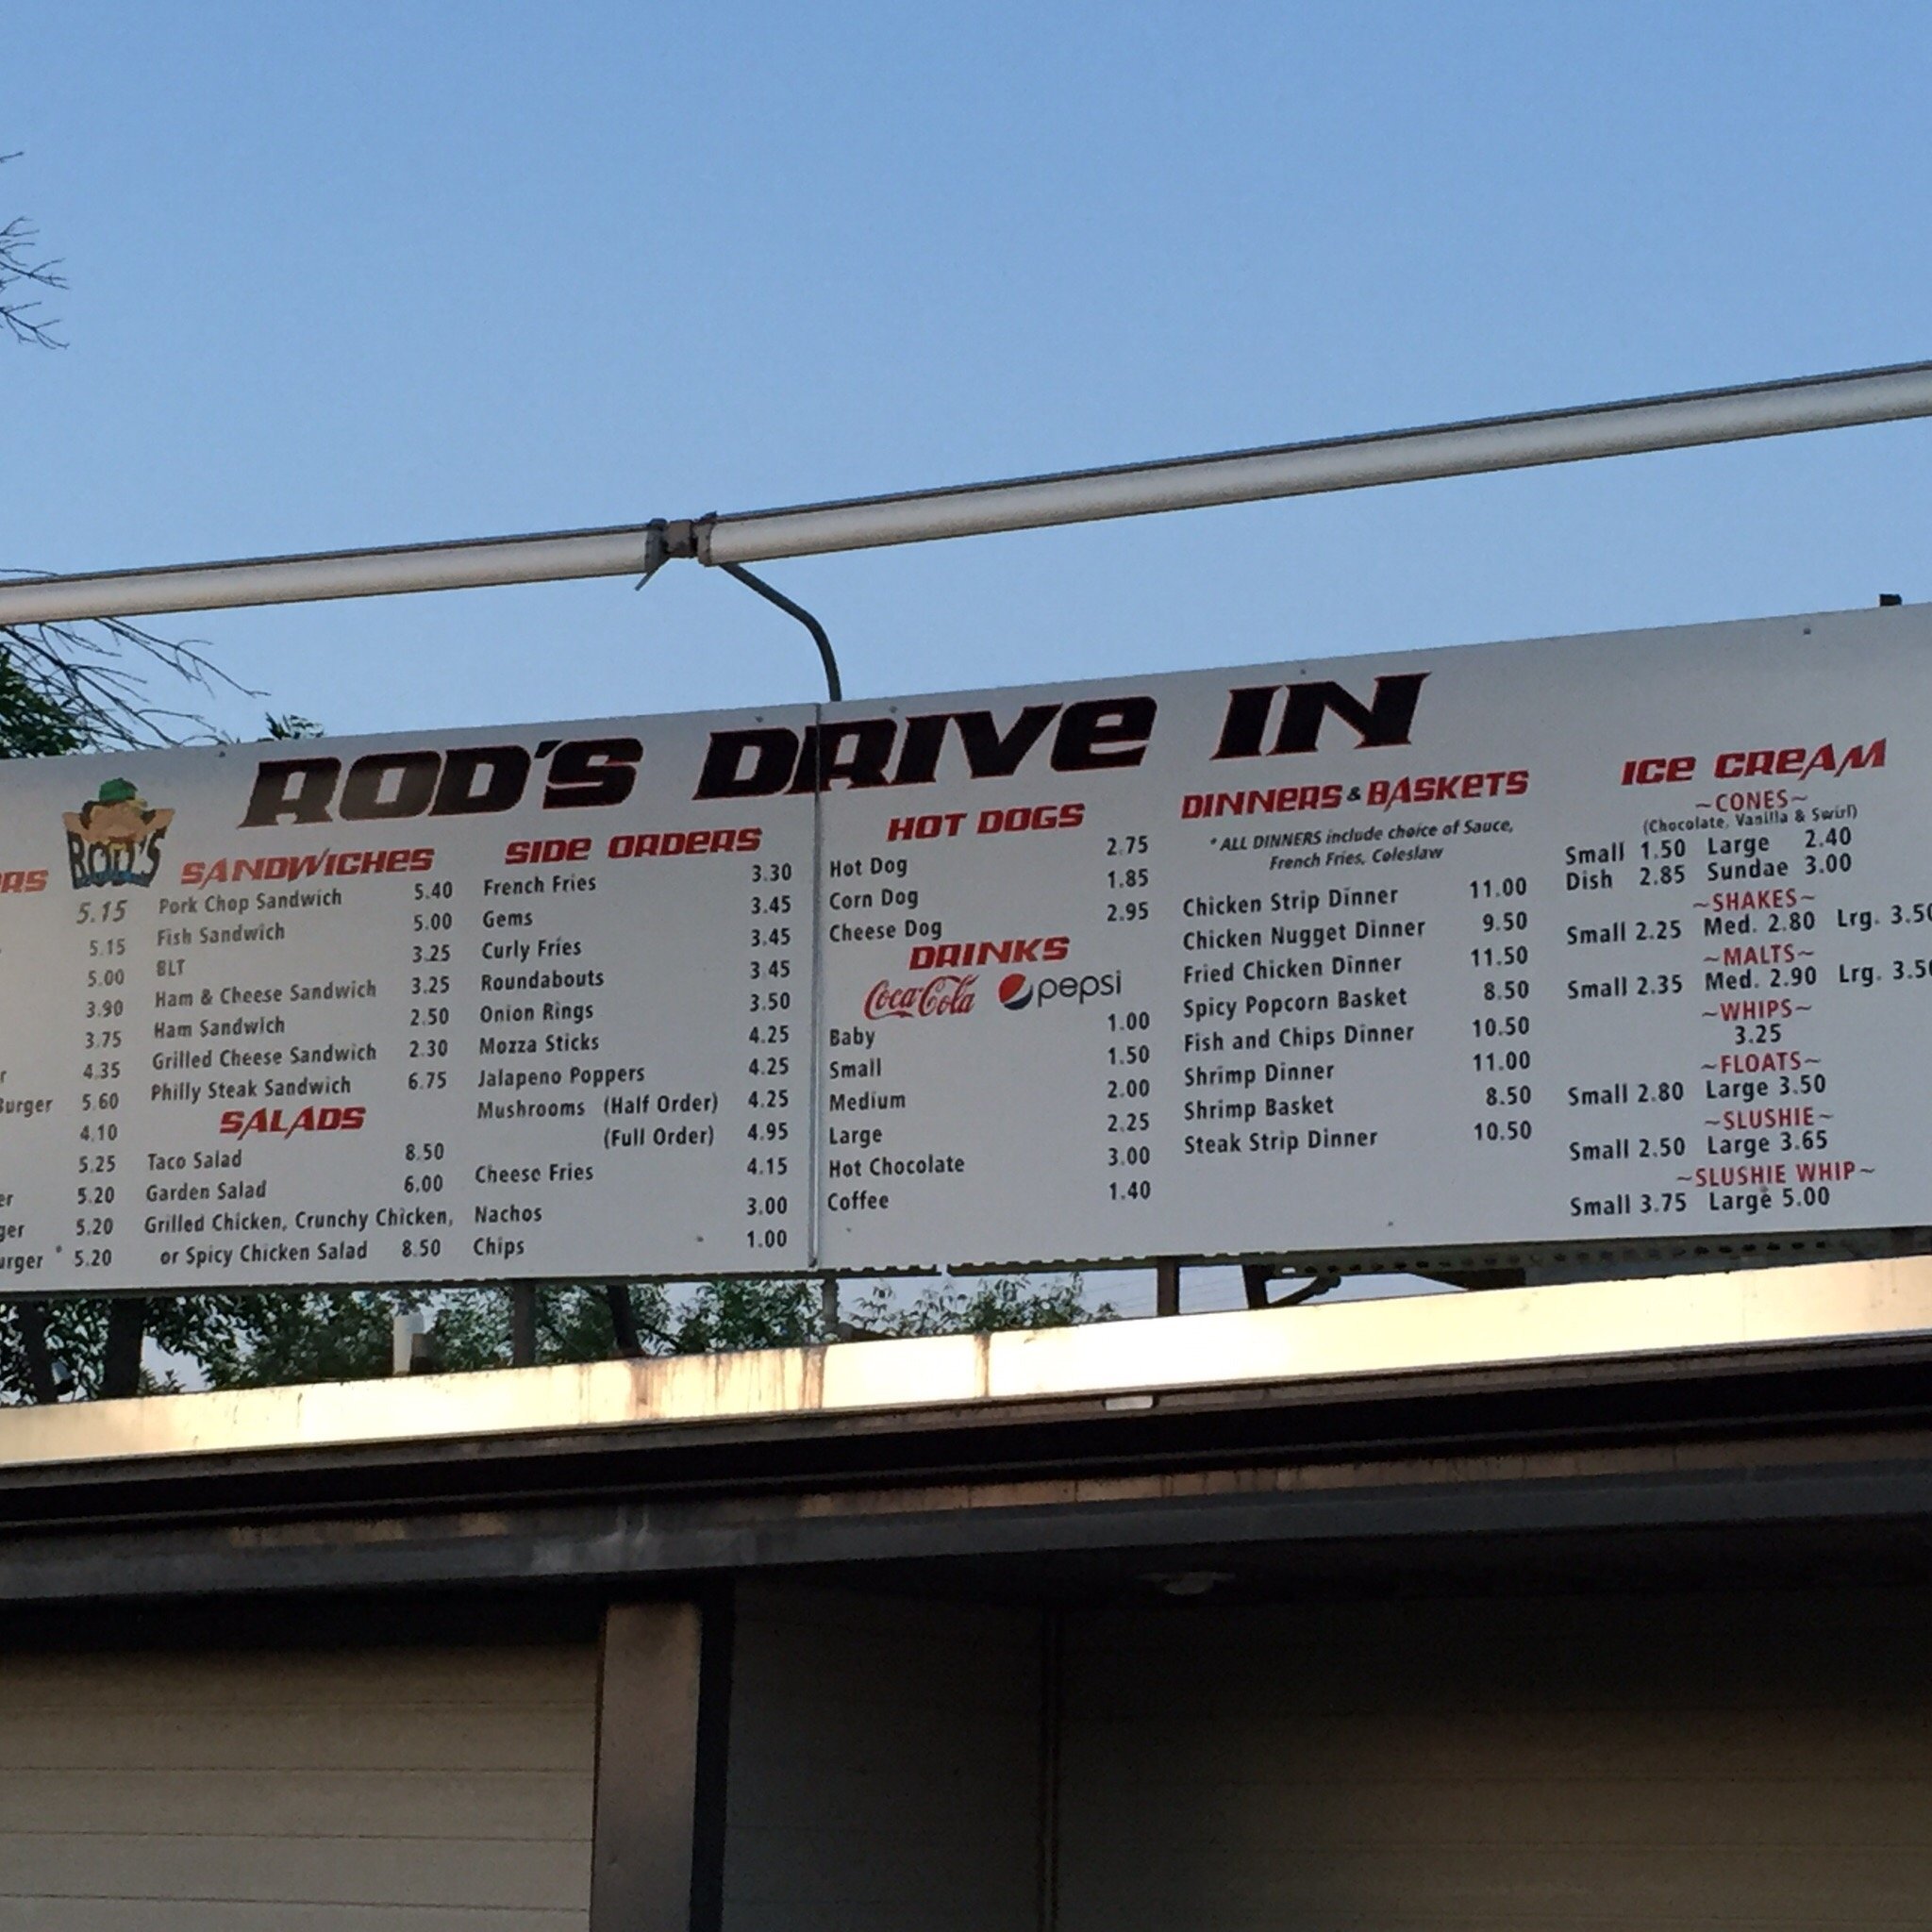 ROD'S DRIVE IN
ROD'S
RS
5.15
5.15
5.00
3.90
3.75
r 4.35
Burger 5.60
4.10
5.25
er 5.20
ger 5.20
urger * 5.20
SANDWICHES
Pork Chop Sandwich 5.40
Fish Sandwich 5.00
BLT 3.25
Ham & Cheese Sandwich 3.25
Ham Sandwich 2.50
Grilled Cheese Sandwich 2.30
Philly Steak Sandwich 6.75
SALADS
Taco Salad 8.50
Garden Salad 6.00
Grilled Chicken, Crunchy Chicken,
or Spicy Chicken Salad 8.50
SIDE ORDERS
French Fries 3.30
Gems 3.45
Curly Fries 3.45
Roundabouts 3.45
Onion Rings 3.50
Mozza Sticks 4.25
Jalapeno Poppers 4.25
Mushrooms (Half Order) 4.25
(Full Order) 4.95
Cheese Fries 4.15
Nachos 3.00
Chips 1.00
HOT DOGS
Hot Dog 2.75
Corn Dog 1.85
Cheese Dog 2.95
DRINKS
Coca-Cola pepsi
Baby 1.00
Small 1.50
Medium 2.00
Large 2.25
Hot Chocolate 3.00
Coffee 1.40
DINNERS & BASKETS
* ALL DINNERS include choice of Sauce,
French Fries, Coleslaw
Chicken Strip Dinner 11.00
Chicken Nugget Dinner 9.50
Fried Chicken Dinner 11.50
Spicy Popcorn Basket 8.50
Fish and Chips Dinner 10.50
Shrimp Dinner 11.00
Shrimp Basket 8.50
Steak Strip Dinner 10.50
ICE CREAM
~CONES~
(Chocolate, Vanilla & Swirl)
Small 1.50 Large 2.40
Dish 2.85 Sundae 3.00
~SHAKES~
Small 2.25 Med. 2.80 Lrg. 3.50
~MALTS~
Small 2.35 Med. 2.90 Lrg. 3.50
~WHIPS~
3.25
~FLOATS~
Small 2.80 Large 3.50
~SLUSHIE~
Small 2.50 Large 3.65
~SLUSHIE WHIP~
Small 3.75 Large 5.00